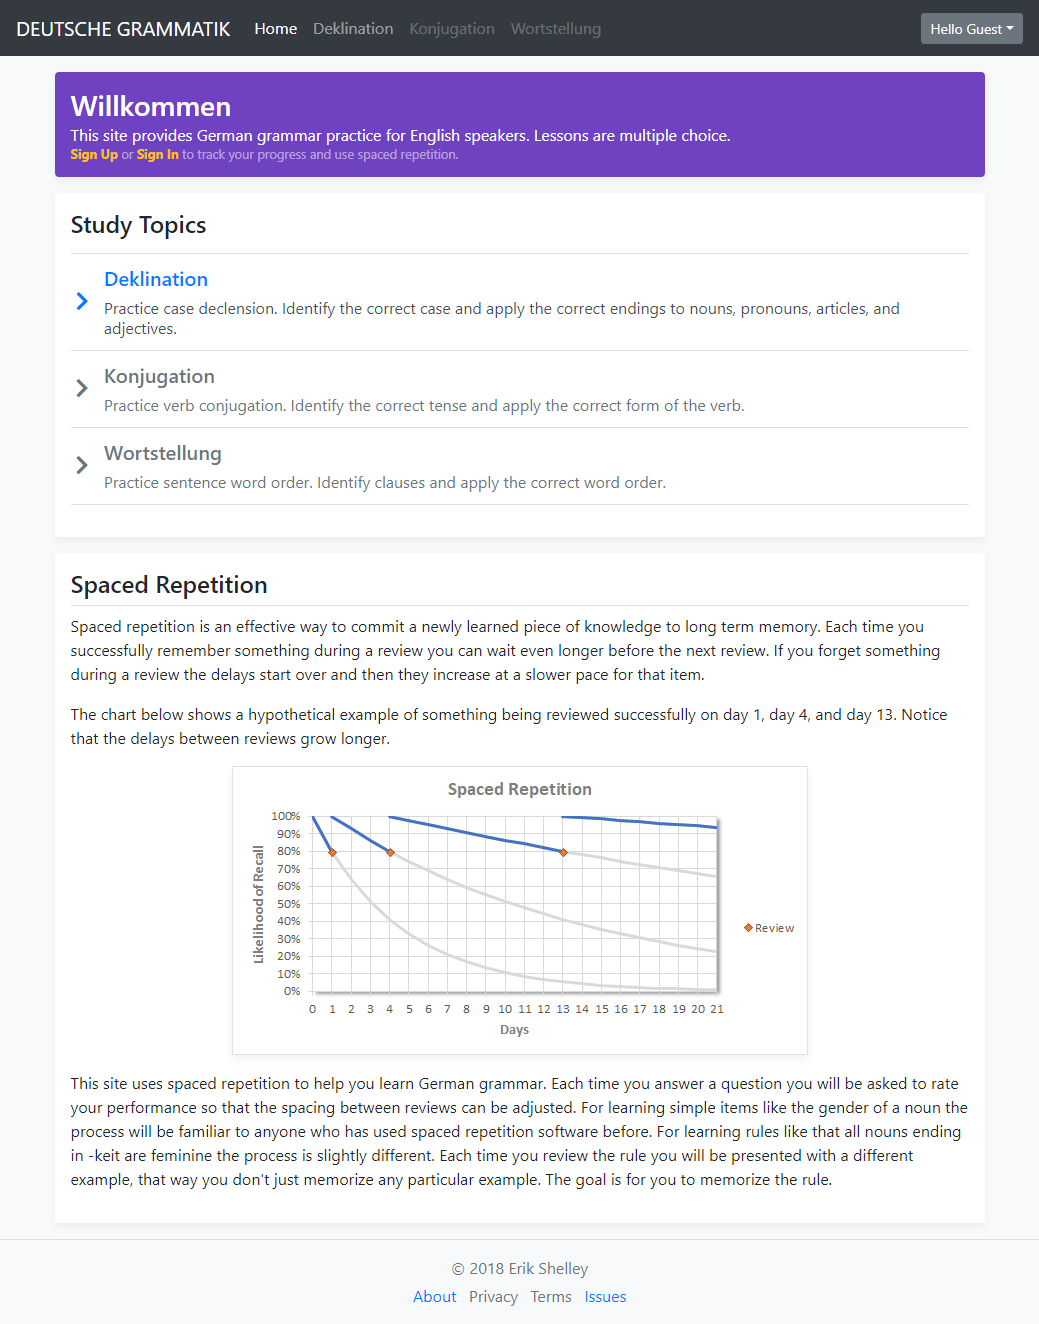 DEUTSCHE GRAMMATIK Home Deklination Konjugation Wortstellung Hello Guest
Willkommen
This site provides German grammar practice for English speakers. Lessons are multiple choice.
Sign Up or Sign In to track your progress and use spaced repetition.
Study Topics
Deklination
Practice case declension. Identify the correct case and apply the correct endings to nouns, pronouns, articles, and
adjectives.
Konjugation
Practice verb conjugation. Identify the correct tense and apply the correct form of the verb.
Wortstellung
Practice sentence word order. Identify clauses and apply the correct word order.
Spaced Repetition
Spaced repetition is an effective way to commit a newly learned piece of knowledge to long term memory. Each time you
successfully remember something during a review you can wait even longer before the next review. If you forget something
during a review the delays start over and then they increase at a slower pace for that item.
The chart below shows a hypothetical example of something being reviewed successfully on day 1, day 4, and day 13. Notice
that the delays between reviews grow longer.
Spaced Repetition
Likelihood of Recall
100%
90%
80%
70%
60%
50%
40%
30%
20%
10%
0%
0 1 2 3 4 5 6 7 8 9 10 11 12 13 14 15 16 17 18 19 20 21
Days
Review
This site uses spaced repetition to help you learn German grammar. Each time you answer a question you will be asked to rate
your performance so that the spacing between reviews can be adjusted. For learning simple items like the gender of a noun the
process will be familiar to anyone who has used spaced repetition software before. For learning rules like that all nouns ending
in -keit are feminine the process is slightly different. Each time you review the rule you will be presented with a different
example, that way you don't just memorize any particular example. The goal is for you to memorize the rule.
© 2018 Erik Shelley
About Privacy Terms Issues